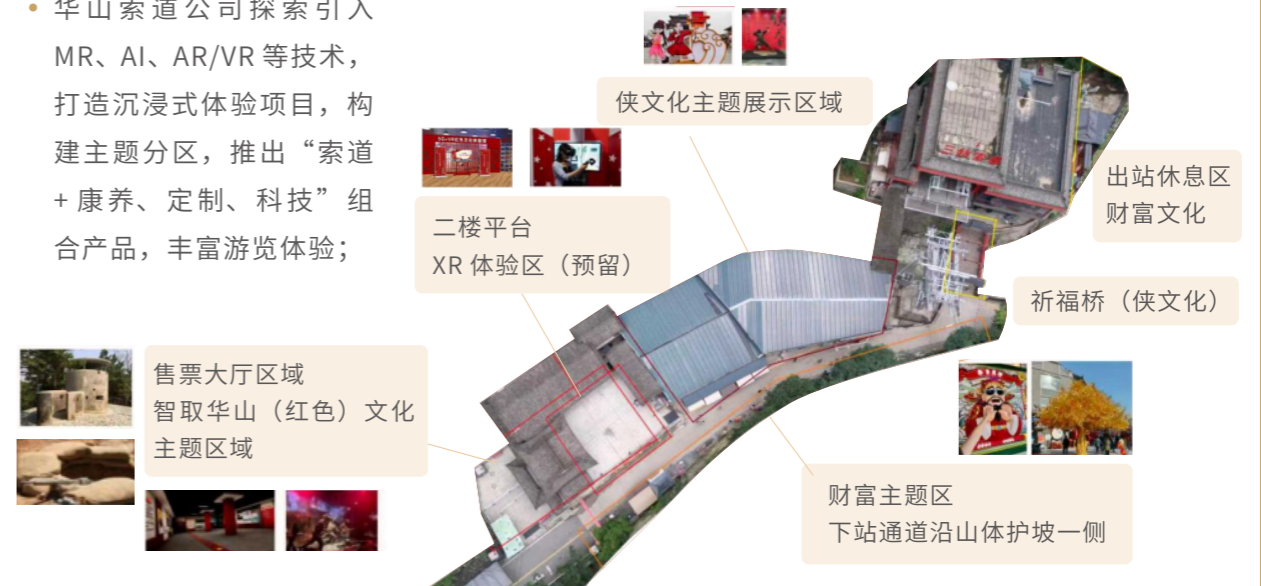 • 华山索道公司探索引入
MR、AI、AR/VR 等技术，
打造沉浸式体验项目，构
建主题分区，推出“索道
+ 康养、定制、科技”组
合产品，丰富游览体验；
侠文化主题展示区域
二楼平台
XR 体验区（预留）
出站休息区
财富文化
祈福桥（侠文化）
售票大厅区域
智取华山（红色）文化
主题区域
财富主题区
下站通道沿山体护坡一侧